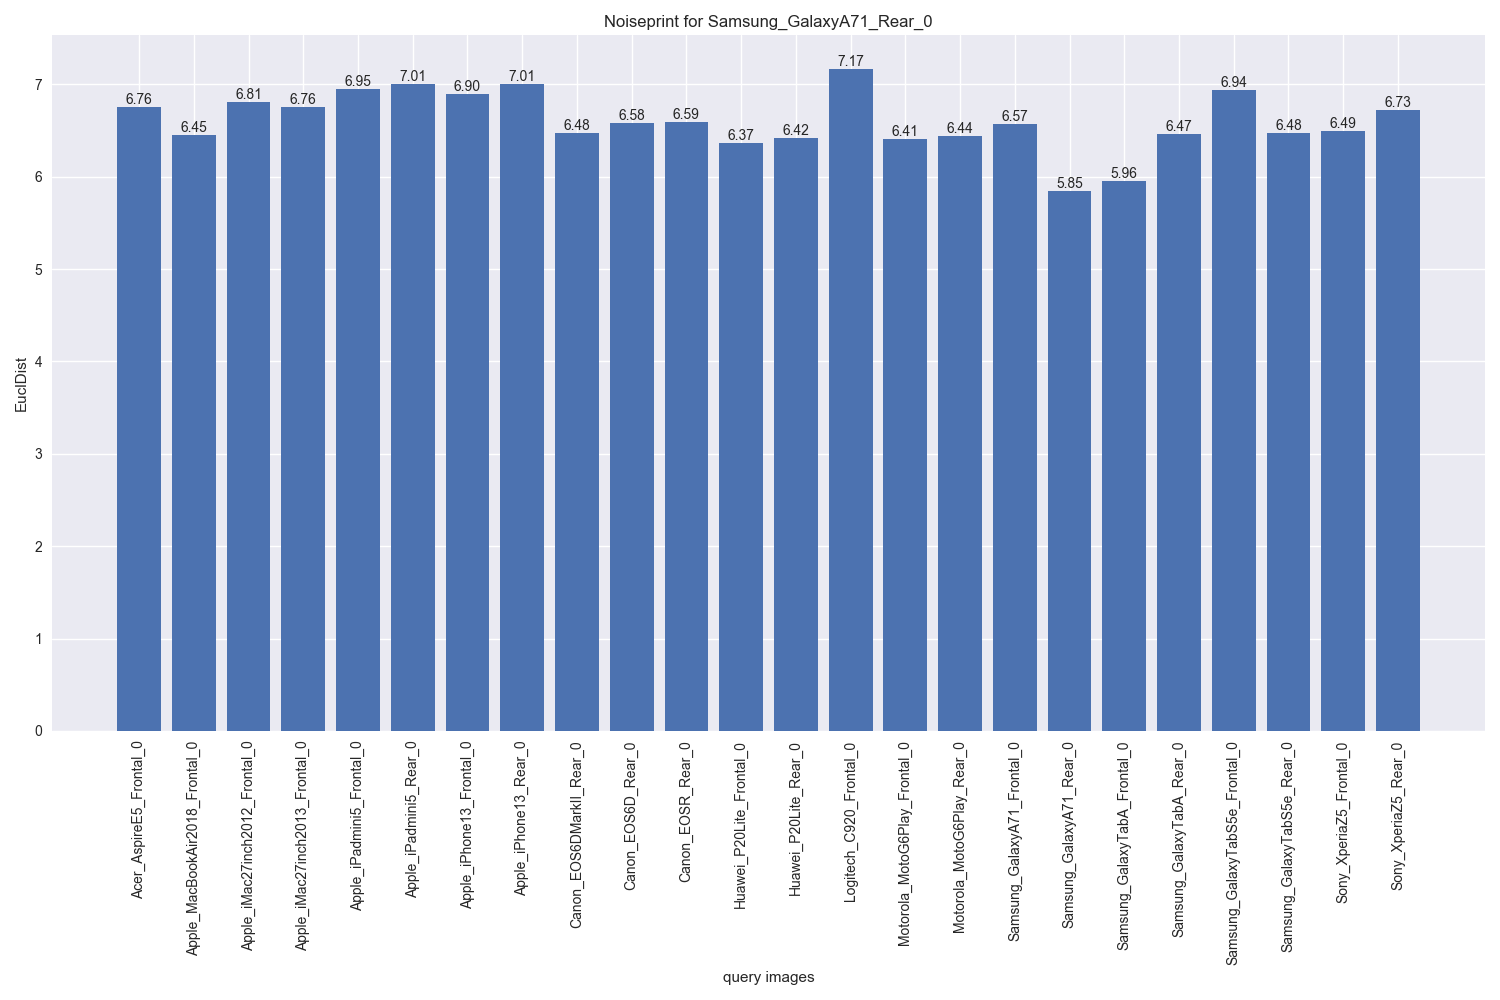 Noiseprint for Samsung_GalaxyA71_Rear_0
EuclDist
7
6
5
4
3
2
1
0
6.76
6.45
6.81
6.76
6.95
7.01
6.90
7.01
6.48
6.58
6.59
6.37
6.42
7.17
6.41
6.44
6.57
5.85
5.96
6.47
6.94
6.48
6.49
6.73
Acer_AspireE5_Frontal_0
Apple_MacBookAir2018_Frontal_0
Apple_iMac27inch2012_Frontal_0
Apple_iMac27inch2013_Frontal_0
Apple_iPadmini5_Frontal_0
Apple_iPadmini5_Rear_0
Apple_iPhone13_Frontal_0
Apple_iPhone13_Rear_0
Canon_EOS6DMarkII_Rear_0
Canon_EOS6D_Rear_0
Canon_EOSR_Rear_0
Huawei_P20Lite_Frontal_0
Huawei_P20Lite_Rear_0
Logitech_C920_Frontal_0
Motorola_MotoG6Play_Frontal_0
Motorola_MotoG6Play_Rear_0
Samsung_GalaxyA71_Frontal_0
Samsung_GalaxyA71_Rear_0
Samsung_GalaxyTabA_Frontal_0
Samsung_GalaxyTabA_Rear_0
Samsung_GalaxyTabS5e_Frontal_0
Samsung_GalaxyTabS5e_Rear_0
Sony_XperiaZ5_Frontal_0
Sony_XperiaZ5_Rear_0
query images